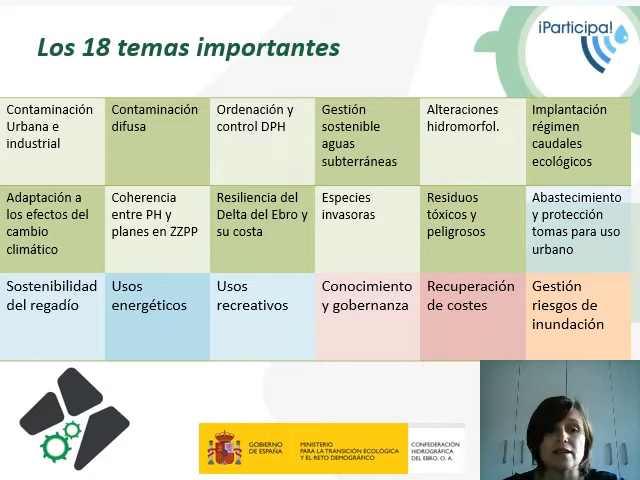 Los 18 temas importantes
¡Participa!
Contaminación
Urbana e
industrial
Contaminación
difusa
Ordenación y
control DPH
Gestión
sostenible
aguas
subterráneas
Alteraciones
hidromorfol.
Implantación
régimen
caudales
ecológicos
Adaptación a
los efectos del
cambio
climático
Coherencia
entre PH y
planes en ZZPP
Resiliencia del
Delta del Ebro y
su costa
Especies
invasoras
Residuos
tóxicos y
peligrosos
Abastecimiento
y protección
tomas para uso
urbano
Sostenibilidad
del regadío
Usos
energéticos
Usos
recreativos
Conocimiento
y gobernanza
Recuperación
de costes
Gestión
riesgos de
inundación
GOBIERNO
DE ESPAÑA
MINISTERIO
PARA LA TRANSICIÓN ECOLÓGICA
Y EL RETO DEMOGRÁFICO
CONFEDERACIÓN
HIDROGRÁFICA
DEL EBRO, O. A.